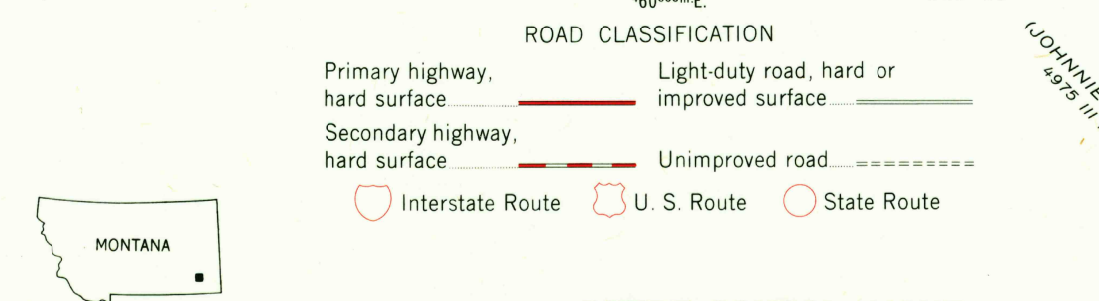 ROAD CLASSIFICATION
Primary highway,
hard surface
Light-duty road, hard or
improved surface
Secondary highway,
hard surface
Unimproved road
Interstate Route
U. S. Route
State Route
MONTANA
(JOHNNIE
4975 III